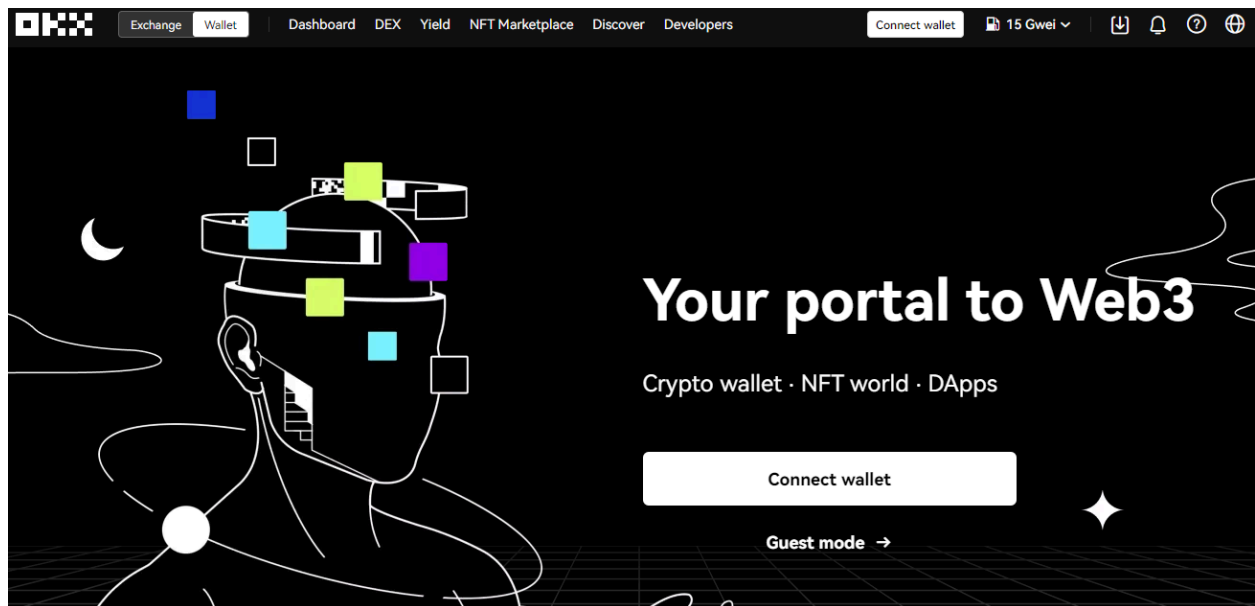 OKX Exchange Wallet Dashboard DEX Yield NFT Marketplace Discover Developers Connect wallet 15 Gwei
Your portal to Web3
Crypto wallet · NFT world · DApps
Connect wallet
Guest mode →